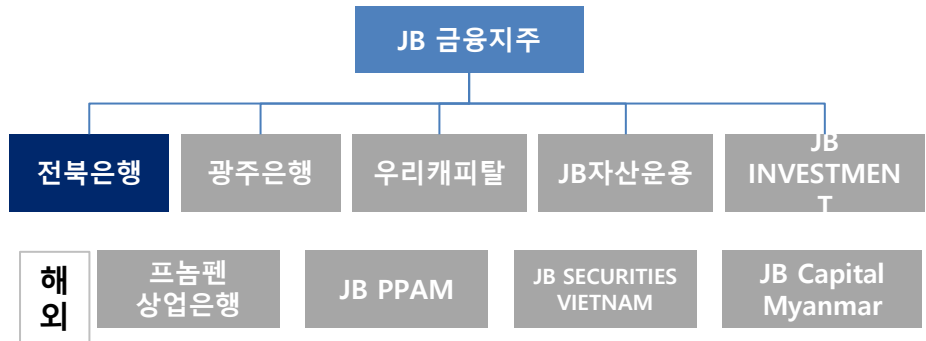 JB 금융지주
전북은행
광주은행
우리캐피탈
JB자산운용
JB
INVESTMEN
T
해
외
프놈펜
상업은행
JB PPAM
JB SECURITIES
VIETNAM
JB Capital
Myanmar